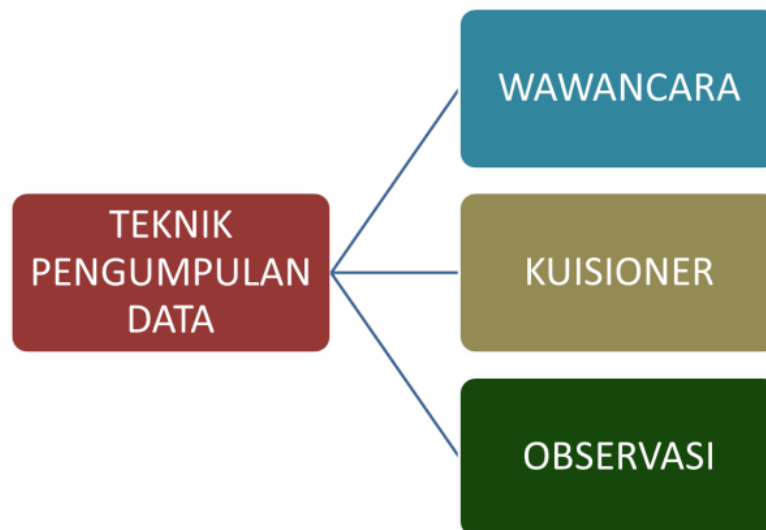 TEKNIK
PENGUMPULAN
DATA
WAWANCARA
KUISIONER
OBSERVASI